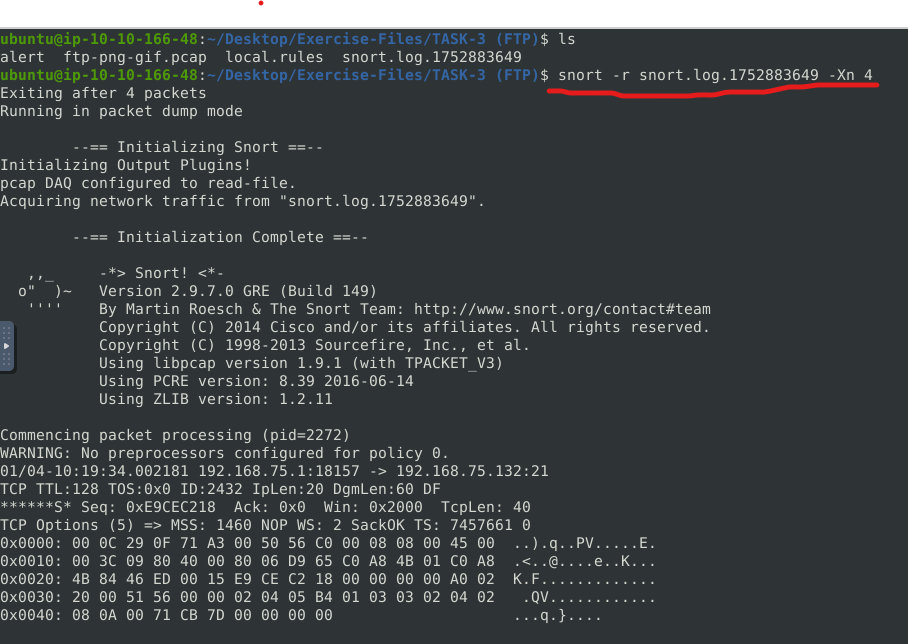 ubuntu@ip-10-10-166-48:~/Desktop/Exercise-Files/TASK-3 (FTP)$ ls
alert  ftp-png-gif.pcap  local.rules  snort.log.1752883649
ubuntu@ip-10-10-166-48:~/Desktop/Exercise-Files/TASK-3 (FTP)$ snort -r snort.log.1752883649 -Xn 4
Exiting after 4 packets
Running in packet dump mode
        --== Initializing Snort ==--
Initializing Output Plugins!
pcap DAQ configured to read-file.
Acquiring network traffic from "snort.log.1752883649".
        --== Initialization Complete ==--
   ,,_     -*> Snort! <*-
  o"  )~   Version 2.9.7.0 GRE (Build 149)
   ''''    By Martin Roesch & The Snort Team: http://www.snort.org/contact#team
           Copyright (C) 2014 Cisco and/or its affiliates. All rights reserved.
           Copyright (C) 1998-2013 Sourcefire, Inc., et al.
           Using libpcap version 1.9.1 (with TPACKET_V3)
           Using PCRE version: 8.39 2016-06-14
           Using ZLIB version: 1.2.11
Commencing packet processing (pid=2272)
WARNING: No preprocessors configured for policy 0.
01/04-10:19:34.002181 192.168.75.1:18157 -> 192.168.75.132:21
TCP TTL:128 TOS:0x0 ID:2432 IpLen:20 DgmLen:60 DF
******S* Seq: 0xE9CEC218  Ack: 0x0  Win: 0x2000  TcpLen: 40
TCP Options (5) => MSS: 1460 NOP WS: 2 SackOK TS: 7457661 0
0x0000: 00 0C 29 0F 71 A3 00 50 56 C0 00 08 08 00 45 00  ..).q..PV.....E.
0x0010: 00 3C 09 80 40 00 80 06 D9 65 C0 A8 4B 01 C0 A8  .<..@....e..K...
0x0020: 4B 84 46 ED 00 15 E9 CE C2 18 00 00 00 00 A0 02  K.F.............
0x0030: 20 00 51 56 00 00 02 04 05 B4 01 03 03 02 04 02   .QV............
0x0040: 08 0A 00 71 CB 7D 00 00 00 00                    ...q.}....